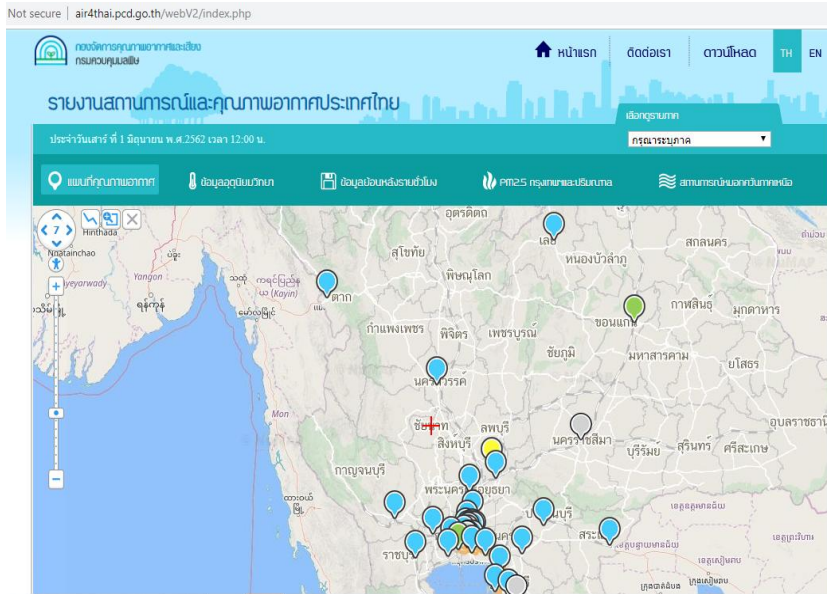 Not secure | air4thai.pcd.go.th/webV2/index.php
กองจัดการคุณภาพอากาศและเสียง
กรมควบคุมมลพิษ
หน้าแรก ติดต่อเรา ดาวน์โหลด TH EN
รายงานสถานการณ์และคุณภาพอากาศประเทศไทย
เลือกดูรายภาค
ประจำวันเสาร์ ที่ 1 มิถุนายน พ.ศ.2562 เวลา 12:00 น.
กรุณาระบุภาค
แผนที่คุณภาพอากาศ ข้อมูลอุตุนิยมวิทยา ข้อมูลย้อนหลังรายชั่วโมง PM2.5 กรุงเทพฯและปริมณฑล สถานการณ์หมอกควันภาคเหนือ
7
Hinthada
อุตรดิตถ์
เลย
สกลนคร
หนองบัวลำภู
สุโขทัย
พิษณุโลก
Yangon
ရန်ကုန်
ကရင်ပြည်နယ် (Kayin)
ตาก
กาฬสินธุ์
มุกดาหาร
ขอนแก่น
กำแพงเพชร
พิจิตร
เพชรบูรณ์
ชัยภูมิ
มหาสารคาม
ยโสธร
นครสวรรค์
Mon
ชัยนาท
ลพบุรี
สิงห์บุรี
นครราชสีมา
อุบลราชธานี
บุรีรัมย์
สุรินทร์
ศรีสะเกษ
กาญจนบุรี
ထားဝယ်မြို့
ราชบุรี